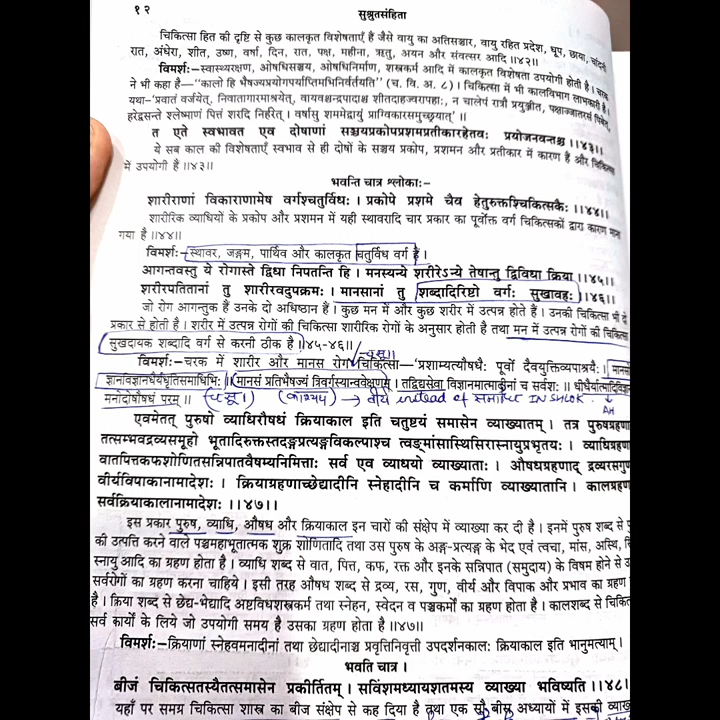 १२
सुश्रुतसंहिता
चिकित्सा हित की दृष्टि से कुछ कालकृत विशेषताएँ हैं जैसे वायु का अतिसञ्चार, वायु रहित प्रदेश, धूप, छाया, चांदनी
रात, अंधेरा, शीत, उष्ण, वर्षा, दिन, रात, पक्ष, महीना, ऋतु, अयन और संवत्सर आदि ॥४२॥
विमर्श:-स्वास्थ्यरक्षण, ओषधिसञ्चय, ओषधिनिर्माण, शस्त्रकर्म आदि में कालकृत विशेषता उपयोगी होती है। चरक
ने भी कहा है—“कालो हि भैषज्यप्रयोगपर्याप्तिमभिनिर्वर्तयति” (च. वि. अ. ८)। चिकित्सा में भी कालविभाग लाभकारी है।
यथा-‘प्रवातं वर्जयेत्, निवातागारमाश्रयेत्, वायवश्चन्द्रपादाश्च शीतदाहज्वरापहाः, न चालेपं रात्रौ प्रयुञ्जीत,
हरेद्वसन्ते श्लेष्माणं पित्तं शरदि निर्हरेत्। वर्षासु शमयेद्वायुं प्राग्विकारसमुच्छ्रयात्’॥
त एते स्वभावत एव दोषाणां सञ्चयप्रकोपप्रशमप्रतीकारहेतवः प्रयोजनवन्तश्च ॥४३॥
ये सब काल की विशेषताएँ स्वभाव से ही दोषों के सञ्चय प्रकोप, प्रशमन और प्रतीकार में कारण हैं और चिकित्सा
में उपयोगी हैं ॥४३॥
भवन्ति चात्र श्लोकाः-
शारीराणां विकाराणामेष वर्गश्चतुर्विधः। प्रकोपे प्रशमे चैव हेतुरुक्तश्चिकित्सकैः ॥४४॥
शारीरिक व्याधियों के प्रकोप और प्रशमन में यही स्थावरादि चार प्रकार का पूर्वोक्त वर्ग चिकित्सकों द्वारा कारण माना
गया है ॥४४॥
विमर्शः-स्थावर, जङ्गम, पार्थिव और कालकृत चतुर्विध वर्ग हैं।
आगन्तवस्तु ये रोगास्ते द्विधा निपतन्ति हि। मनस्यन्ये शरीरेऽन्ये तेषान्तु द्विविधा क्रिया ॥४५॥
शरीरपतितानां तु शारीरवदुपक्रमः। मानसानां तु शब्दादिरिष्टो वर्गः सुखावहः ॥४६॥
जो रोग आगन्तुक हैं उनके दो अधिष्ठान हैं। कुछ मन में और कुछ शरीर में उत्पन्न होते हैं। उनकी चिकित्सा भी दो
प्रकार से होती है। शरीर में उत्पन्न रोगों की चिकित्सा शारीरिक रोगों के अनुसार होती है तथा मन में उत्पन्न रोगों की चिकित्सा
सुखदायक शब्दादि वर्ग से करनी ठीक है ॥४५-४६॥
च सू॥
विमर्शः-चरक में शारीर और मानस रोग चिकित्सा-‘प्रशाम्यत्यौषधैः पूर्वो दैवयुक्तिव्यपाश्रयैः। मानसो
ज्ञानविज्ञानधैर्यधृतिसमाधिभिः॥ मानसं प्रतिभैषज्यं त्रिवर्गस्यान्ववेक्षणम्। तद्विद्यसेवा विज्ञानमात्मादीनां च सर्वशः॥ धीधैर्यात्मादिविज्ञानं
मनोदोषौषधं परम्॥ (च सू।) (काश्यप) → वीर्य instead of समाधि IN SHLOK. ↓ AH
एवमेतत् पुरुषो व्याधिरौषधं क्रियाकाल इति चतुष्टयं समासेन व्याख्यातम्। तत्र पुरुषग्रहणात्
तत्सम्भवद्रव्यसमूहो भूतादिरुक्तस्तदङ्गप्रत्यङ्गविकल्पाश्च त्वङ्मांसास्थिसिरास्नायुप्रभृतयः। व्याधिग्रहणाद्
वातपित्तकफशोणितसन्निपातवैषम्यनिमित्ताः सर्व एव व्याधयो व्याख्याताः। औषधग्रहणाद् द्रव्यरसगुण
वीर्यविपाकानामादेशः। क्रियाग्रहणाच्छेद्यादीनि स्नेहादीनि च कर्माणि व्याख्यातानि। कालग्रहणात्
सर्वक्रियाकालानामादेशः ॥४७॥
इस प्रकार पुरुष, व्याधि, औषध और क्रियाकाल इन चारों की संक्षेप में व्याख्या कर दी है। इनमें पुरुष शब्द से
की उत्पत्ति करने वाले पञ्चमहाभूतात्मक शुक्र शोणितादि तथा उस पुरुष के अङ्ग-प्रत्यङ्ग के भेद एवं त्वचा, मांस, अस्थि,
स्नायु आदि का ग्रहण होता है। व्याधि शब्द से वात, पित्त, कफ, रक्त और इनके सन्निपात (समुदाय) के विषम होने से
सर्वरोगों का ग्रहण करना चाहिये। इसी तरह औषध शब्द से द्रव्य, रस, गुण, वीर्य और विपाक और प्रभाव का ग्रहण
है। क्रिया शब्द से छेद्य-भेद्यादि अष्टविधशस्त्रकर्म तथा स्नेहन, स्वेदन व पञ्चकर्मों का ग्रहण होता है। कालशब्द से
सर्व कार्यों के लिये जो उपयोगी समय है उसका ग्रहण होता है ॥४७॥
विमर्शः-क्रियाणां स्नेहवमनादीनां तथा छेद्यादीनाञ्च प्रवृत्तिनिवृत्ती उपदर्शनकालः क्रियाकाल इति भानुमत्याम्।
भवति चात्र।
बीजं चिकित्सितस्यैतत्समासेन प्रकीर्तितम्। सविंशमध्यायशतमस्य व्याख्या भविष्यति ॥४८॥
यहाँ पर समग्र चिकित्सा शास्त्र का बीज संक्षेप से कह दिया है तथा एक सौ बीस अध्यायों में इसकी